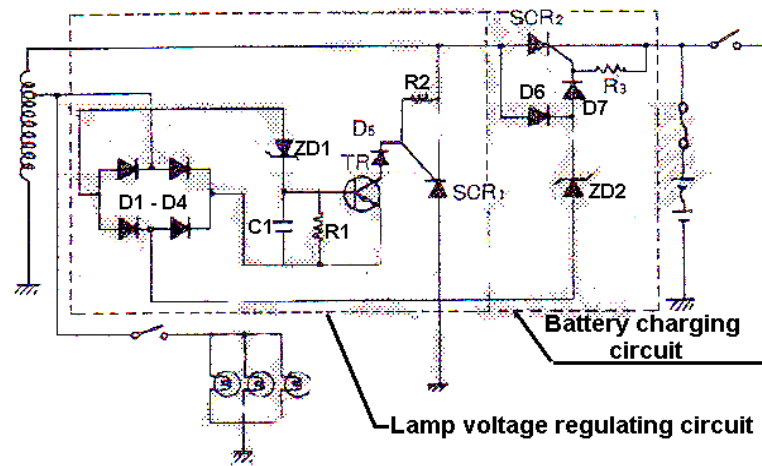 SCR2
R2
R3
D6
D7
D5
ZD1
TR
SCR1
ZD2
D1 - D4
C1
R1
Battery charging
circuit
Lamp voltage regulating circuit